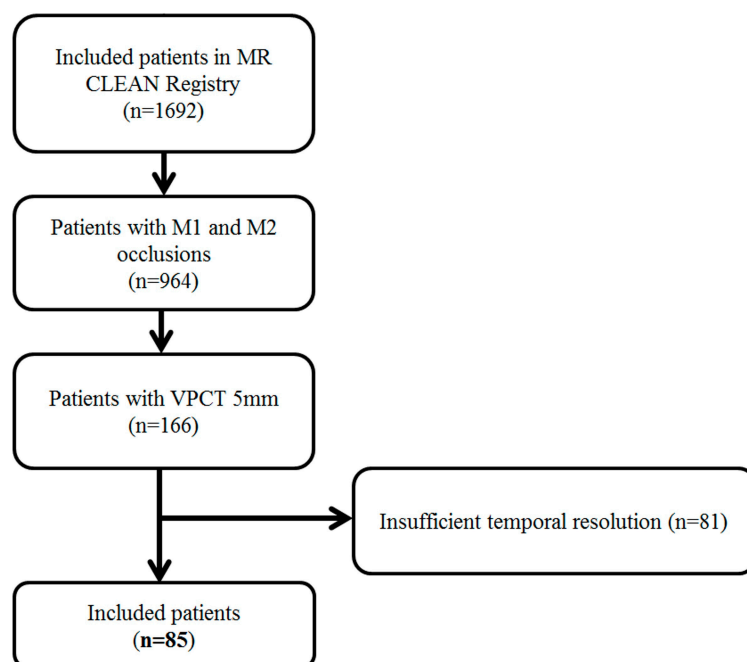 Included patients in MR
CLEAN Registry
(n=1692)
Patients with M1 and M2
occlusions
(n=964)
Patients with VPCT 5mm
(n=166)
Insufficient temporal resolution (n=81)
Included patients
(n=85)